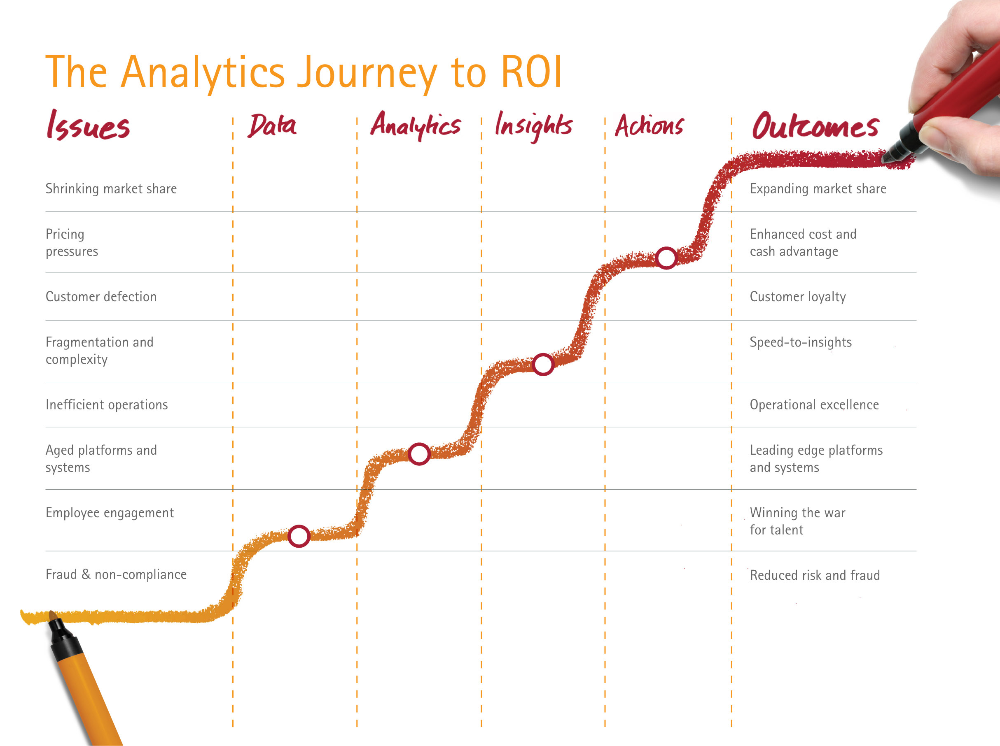 The Analytics Journey to ROI
Issues Data Analytics Insights Actions Outcomes
Shrinking market share
Expanding market share
Pricing
pressures
Enhanced cost and
cash advantage
Customer defection
Customer loyalty
Fragmentation and
complexity
Speed-to-insights
Inefficient operations
Operational excellence
Aged platforms and
systems
Leading edge platforms
and systems
Employee engagement
Winning the war
for talent
Fraud & non-compliance
Reduced risk and fraud